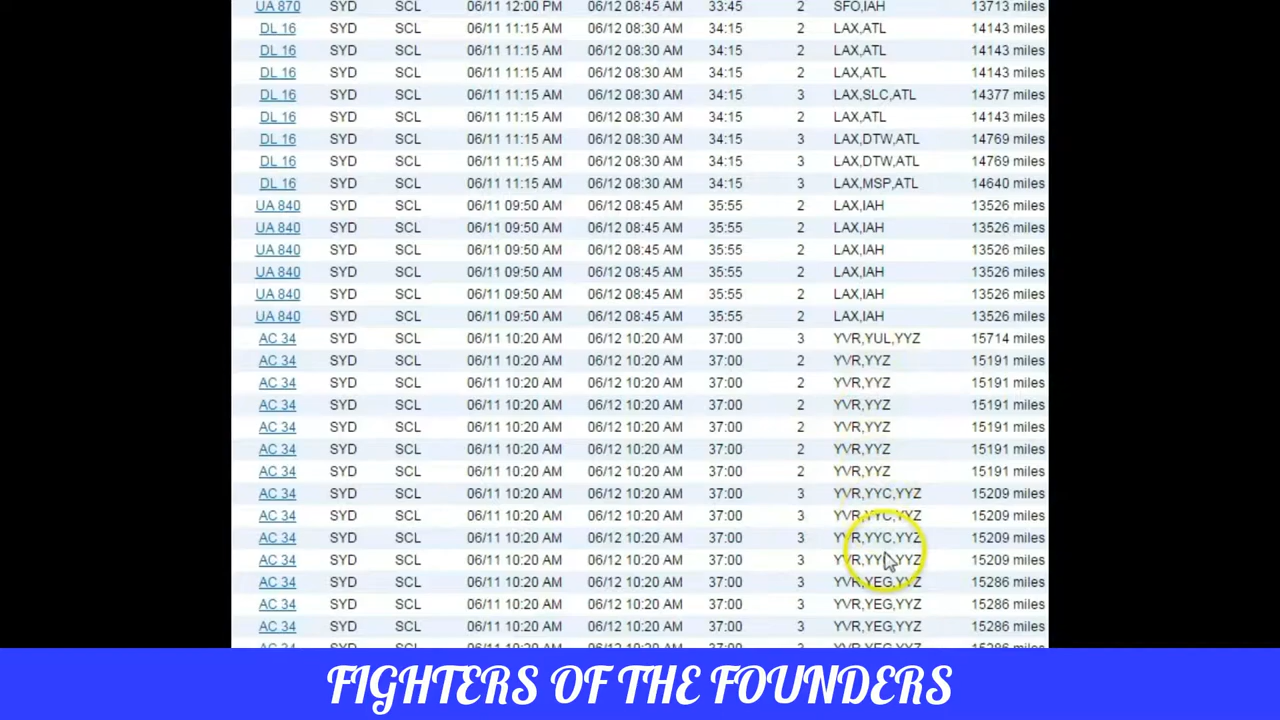 UA 870 SYD SCL 06/11 12:00 PM 06/12 08:45 AM 33:45 2 SFO,IAH 13713 miles
DL 16 SYD SCL 06/11 11:15 AM 06/12 08:30 AM 34:15 2 LAX,ATL 14143 miles
DL 16 SYD SCL 06/11 11:15 AM 06/12 08:30 AM 34:15 2 LAX,ATL 14143 miles
DL 16 SYD SCL 06/11 11:15 AM 06/12 08:30 AM 34:15 2 LAX,ATL 14143 miles
DL 16 SYD SCL 06/11 11:15 AM 06/12 08:30 AM 34:15 3 LAX,SLC,ATL 14377 miles
DL 16 SYD SCL 06/11 11:15 AM 06/12 08:30 AM 34:15 2 LAX,ATL 14143 miles
DL 16 SYD SCL 06/11 11:15 AM 06/12 08:30 AM 34:15 3 LAX,DTW,ATL 14769 miles
DL 16 SYD SCL 06/11 11:15 AM 06/12 08:30 AM 34:15 3 LAX,DTW,ATL 14769 miles
DL 16 SYD SCL 06/11 11:15 AM 06/12 08:30 AM 34:15 3 LAX,MSP,ATL 14640 miles
UA 840 SYD SCL 06/11 09:50 AM 06/12 08:45 AM 35:55 2 LAX,IAH 13526 miles
UA 840 SYD SCL 06/11 09:50 AM 06/12 08:45 AM 35:55 2 LAX,IAH 13526 miles
UA 840 SYD SCL 06/11 09:50 AM 06/12 08:45 AM 35:55 2 LAX,IAH 13526 miles
UA 840 SYD SCL 06/11 09:50 AM 06/12 08:45 AM 35:55 2 LAX,IAH 13526 miles
UA 840 SYD SCL 06/11 09:50 AM 06/12 08:45 AM 35:55 2 LAX,IAH 13526 miles
UA 840 SYD SCL 06/11 09:50 AM 06/12 08:45 AM 35:55 2 LAX,IAH 13526 miles
AC 34 SYD SCL 06/11 10:20 AM 06/12 10:20 AM 37:00 3 YVR,YUL,YYZ 15714 miles
AC 34 SYD SCL 06/11 10:20 AM 06/12 10:20 AM 37:00 2 YVR,YYZ 15191 miles
AC 34 SYD SCL 06/11 10:20 AM 06/12 10:20 AM 37:00 2 YVR,YYZ 15191 miles
AC 34 SYD SCL 06/11 10:20 AM 06/12 10:20 AM 37:00 2 YVR,YYZ 15191 miles
AC 34 SYD SCL 06/11 10:20 AM 06/12 10:20 AM 37:00 2 YVR,YYZ 15191 miles
AC 34 SYD SCL 06/11 10:20 AM 06/12 10:20 AM 37:00 2 YVR,YYZ 15191 miles
AC 34 SYD SCL 06/11 10:20 AM 06/12 10:20 AM 37:00 2 YVR,YYZ 15191 miles
AC 34 SYD SCL 06/11 10:20 AM 06/12 10:20 AM 37:00 3 YVR,YYC,YYZ 15209 miles
AC 34 SYD SCL 06/11 10:20 AM 06/12 10:20 AM 37:00 3 YVR,YYC,YYZ 15209 miles
AC 34 SYD SCL 06/11 10:20 AM 06/12 10:20 AM 37:00 3 YVR,YYC,YYZ 15209 miles
AC 34 SYD SCL 06/11 10:20 AM 06/12 10:20 AM 37:00 3 15209 miles
AC 34 SYD SCL 06/11 10:20 AM 06/12 10:20 AM 37:00 3 YVR,YEG,YYZ 15286 miles
AC 34 SYD SCL 06/11 10:20 AM 06/12 10:20 AM 37:00 3 YVR,YEG,YYZ 15286 miles
AC 34 SYD SCL 06/11 10:20 AM 06/12 10:20 AM 37:00 3 YVR,YEG,YYZ 15286 miles
FIGHTERS OF THE FOUNDERS